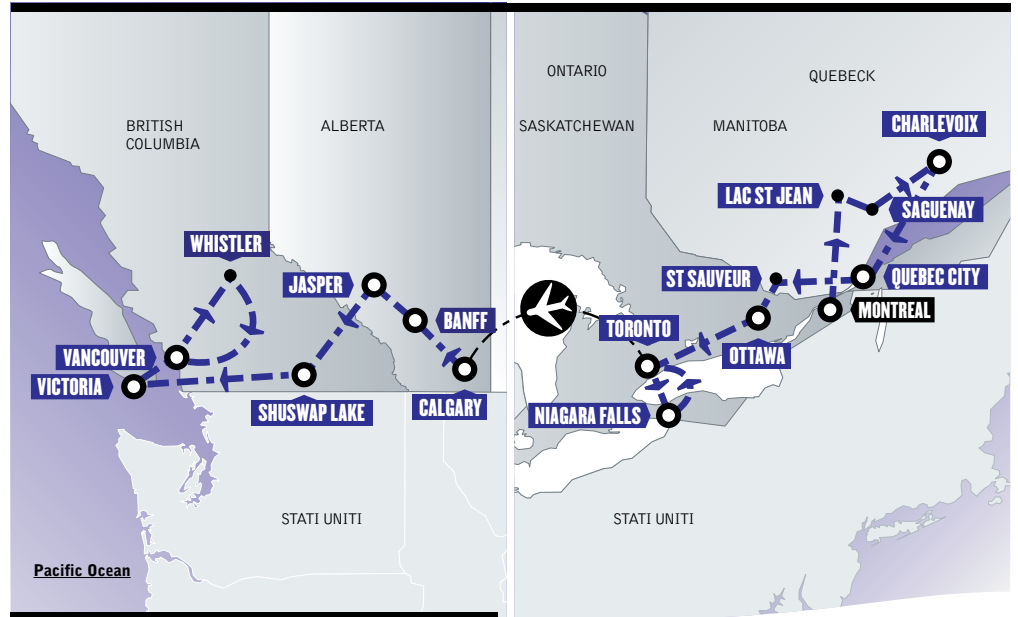 ONTARIO
QUEBECK
BRITISH
COLUMBIA
ALBERTA
SASKATCHEWAN
MANITOBA
CHARLEVOIX
LAC ST JEAN
SAGUENAY
WHISTLER
JASPER
ST SAUVEUR
QUEBEC CITY
BANFF
MONTREAL
TORONTO
VANCOUVER
OTTAWA
VICTORIA
SHUSWAP LAKE
CALGARY
NIAGARA FALLS
STATI UNITI
STATI UNITI
Pacific Ocean